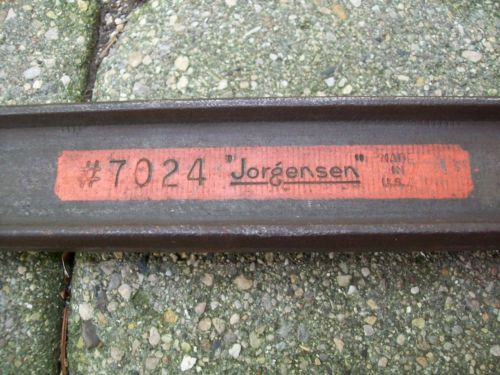 #7024 "Jorgensen"
MADE
IN
U.S.